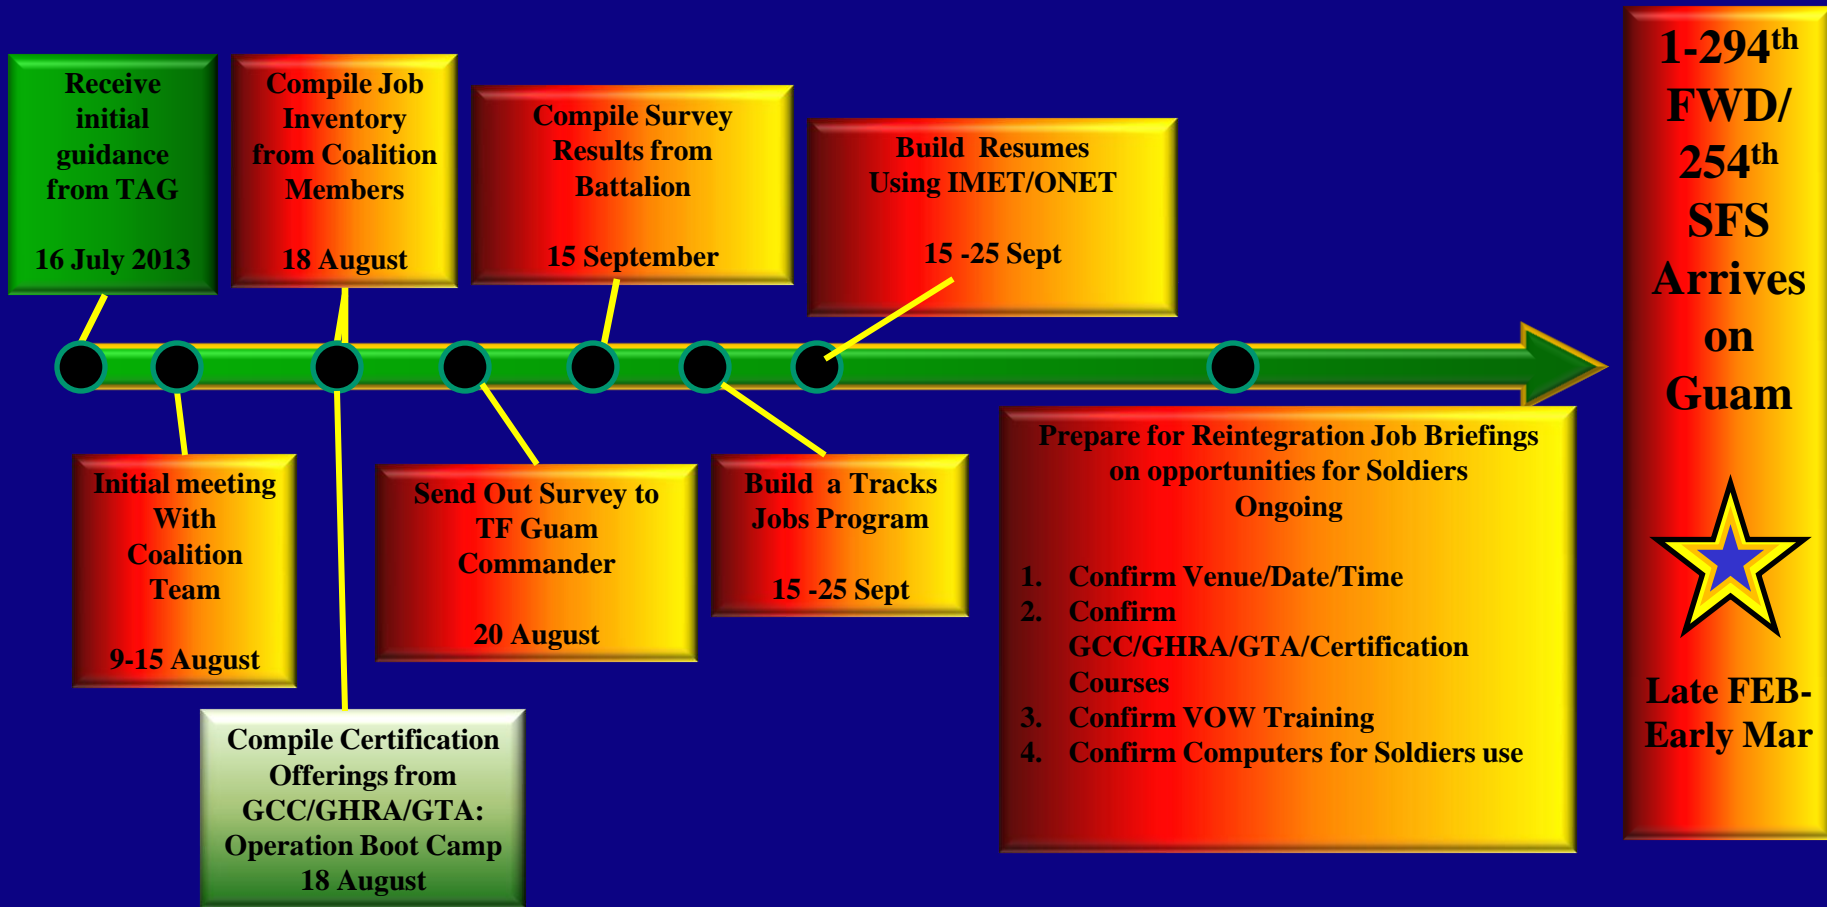 Receive
initial
guidance
from TAG
16 July 2013
Compile Job
Inventory
from Coalition
Members
18 August
Compile Survey
Results from
Battalion
15 September
Build  Resumes
Using IMET/ONET
15 -25 Sept
Initial meeting
With
Coalition
Team
9-15 August
Compile Certification
Offerings from
GCC/GHRA/GTA:
Operation Boot Camp
18 August
Send Out Survey to
TF Guam
Commander
20 August
Build  a Tracks
Jobs Program
15 -25 Sept
Prepare for Reintegration Job Briefings
on opportunities for Soldiers
Ongoing
1. Confirm Venue/Date/Time
2. Confirm
GCC/GHRA/GTA/Certification
Courses
3. Confirm VOW Training
4. Confirm Computers for Soldiers use
1-294th
FWD/
254th
SFS
Arrives
on
Guam
Late FEB-
Early Mar